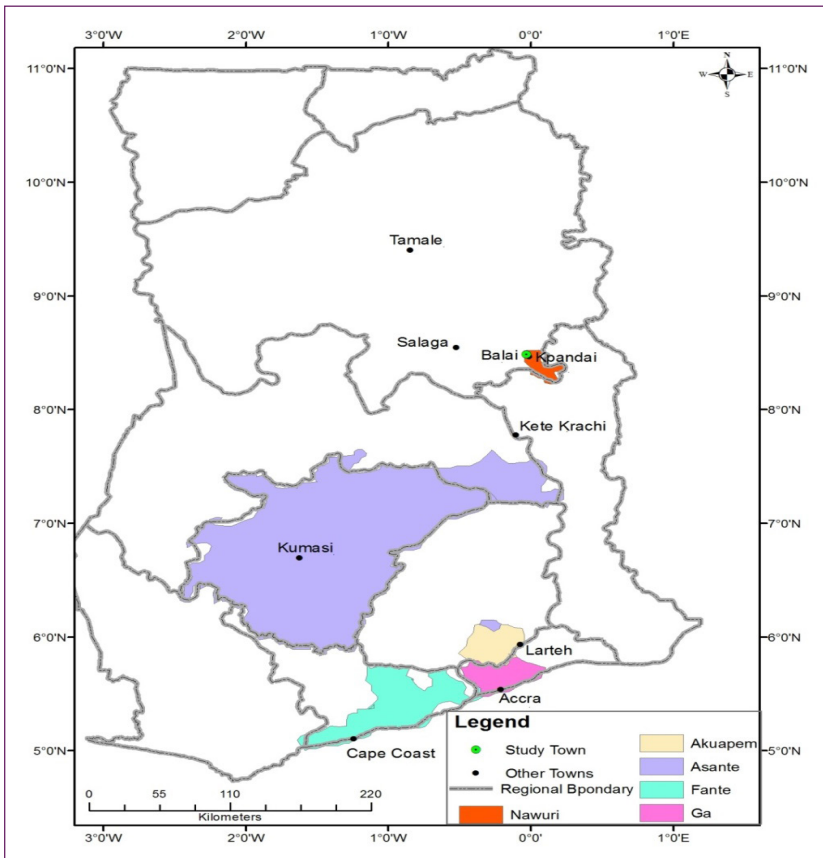 3°0'W 2°0'W 1°0'W 0°0' 1°0'E
N
W E
S
11°0'N 11°0'N
10°0'N 10°0'N
Tamale
9°0'N 9°0'N
Salaga
Balai Kpandai
8°0'N 8°0'N
Kete Krachi
7°0'N 7°0'N
Kumasi
6°0'N 6°0'N
Larteh
Accra
5°0'N 5°0'N
Cape Coast
Legend
Study Town
Other Towns
Regional Bpondary
Nawuri
Akuapem
Asante
Fante
Ga
0 55 110 220
Kilometers
3°0'W 2°0'W 1°0'W 0°0' 1°0'E